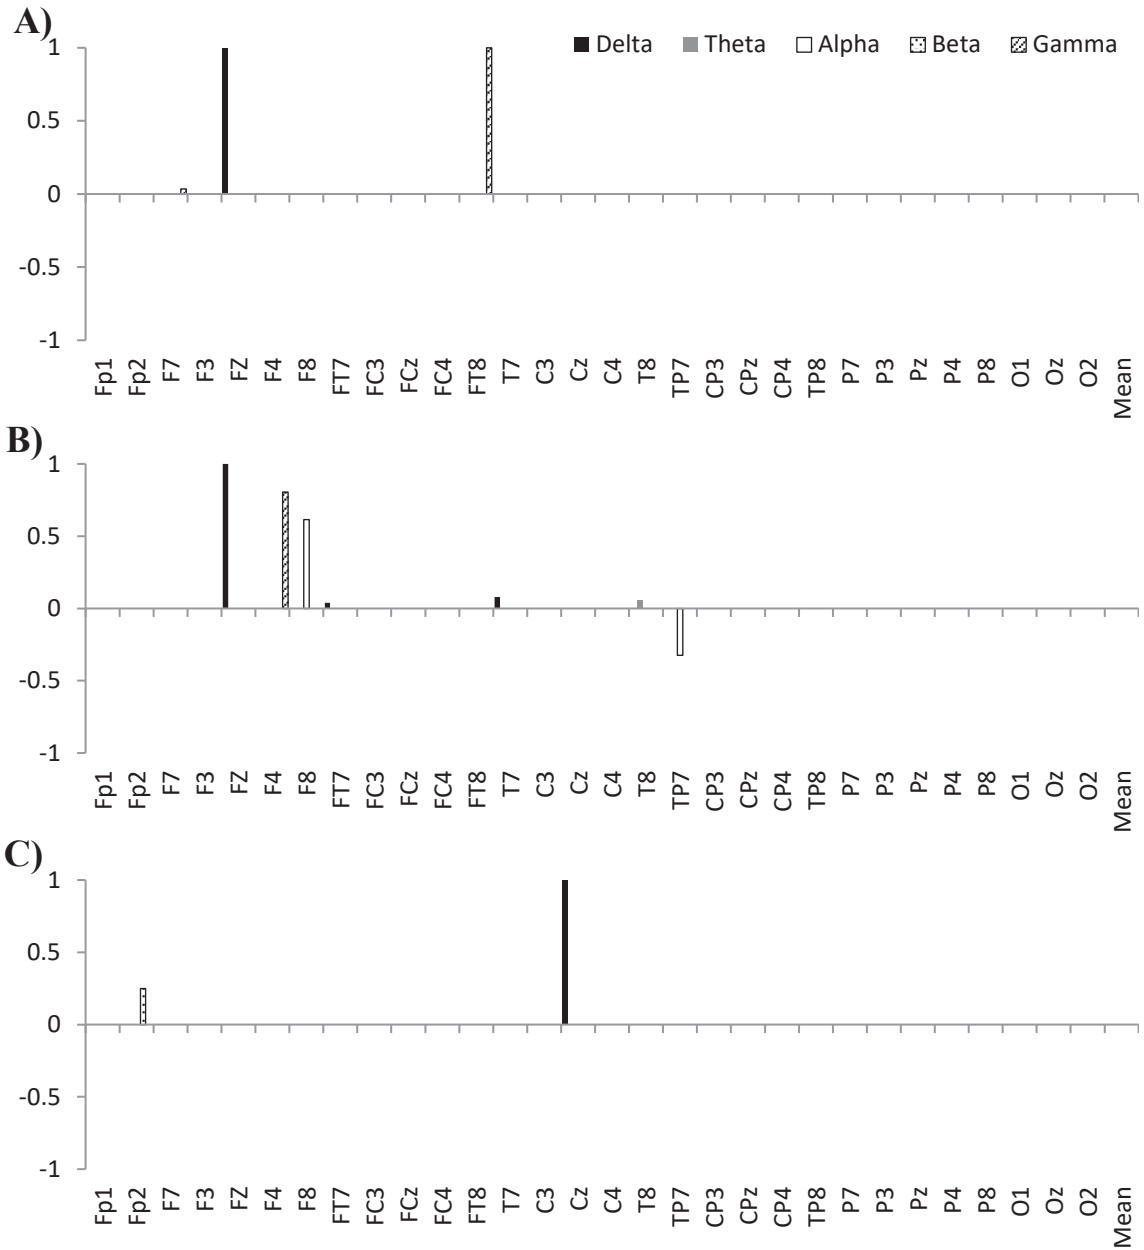 A)
Delta Theta Alpha Beta Gamma
1
0.5
0
-0.5
-1
Fp1 Fp2 F7 F3 FZ F4 F8 FT7 FC3 FCz FC4 FT8 T7 C3 Cz C4 T8 TP7 CP3 CPz CP4 TP8 P7 P3 Pz P4 P8 O1 Oz O2 Mean
B)
1
0.5
0
-0.5
-1
Fp1 Fp2 F7 F3 FZ F4 F8 FT7 FC3 FCz FC4 FT8 T7 C3 Cz C4 T8 TP7 CP3 CPz CP4 TP8 P7 P3 Pz P4 P8 O1 Oz O2 Mean
C)
1
0.5
0
-0.5
-1
Fp1 Fp2 F7 F3 FZ F4 F8 FT7 FC3 FCz FC4 FT8 T7 C3 Cz C4 T8 TP7 CP3 CPz CP4 TP8 P7 P3 Pz P4 P8 O1 Oz O2 Mean